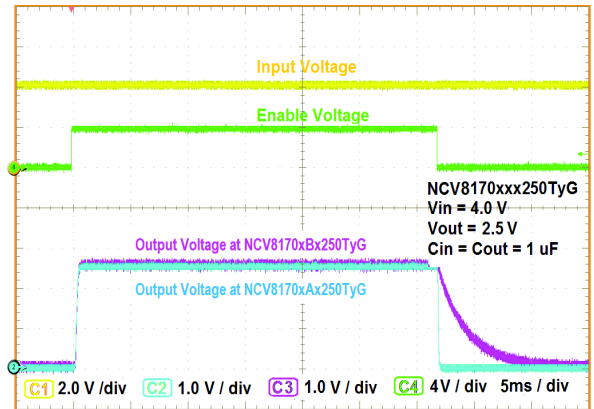 Input Voltage
Enable Voltage
NCV8170xxx250TyG
Vin = 4.0 V
Vout = 2.5 V
Cin = Cout = 1 uF
Output Voltage at NCV8170xBx250TyG
Output Voltage at NCV8170xAx250TyG
C1 2.0 V /div C2 1.0 V / div C3 1.0 V / div C4 4V / div 5ms / div